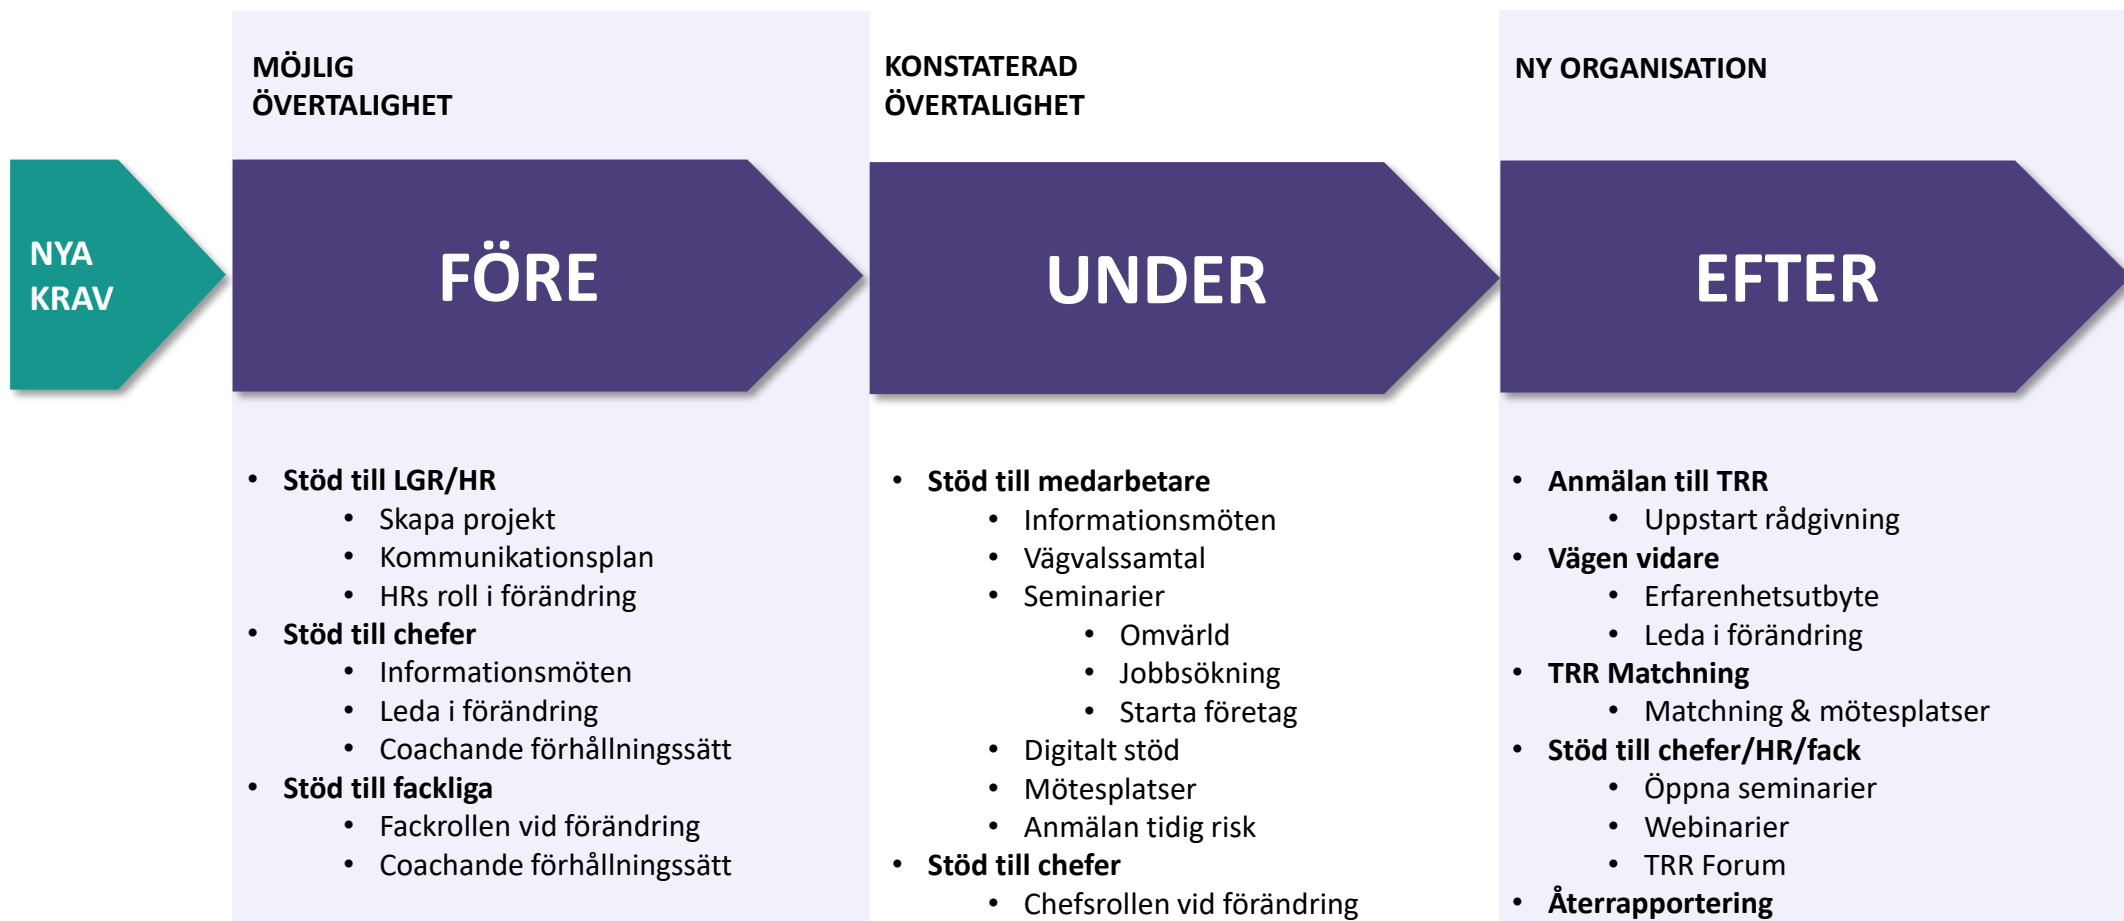 NYA
KRAV
MÖJLIG
ÖVERTALIGHET
FÖRE
• Stöd till LGR/HR
• Skapa projekt
• Kommunikationsplan
• HRs roll i förändring
• Stöd till chefer
• Informationsmöten
• Leda i förändring
• Coachande förhållningssätt
• Stöd till fackliga
• Fackrollen vid förändring
• Coachande förhållningssätt
KONSTATERAD
ÖVERTALIGHET
UNDER
• Stöd till medarbetare
• Informationsmöten
• Vägvalssamtal
• Seminarier
• Omvärld
• Jobbsökning
• Starta företag
• Digitalt stöd
• Mötesplatser
• Anmälan tidig risk
• Stöd till chefer
• Chefsrollen vid förändring
NY ORGANISATION
EFTER
• Anmälan till TRR
• Uppstart rådgivning
• Vägen vidare
• Erfarenhetsutbyte
• Leda i förändring
• TRR Matchning
• Matchning & mötesplatser
• Stöd till chefer/HR/fack
• Öppna seminarier
• Webinarier
• TRR Forum
• Återrapportering